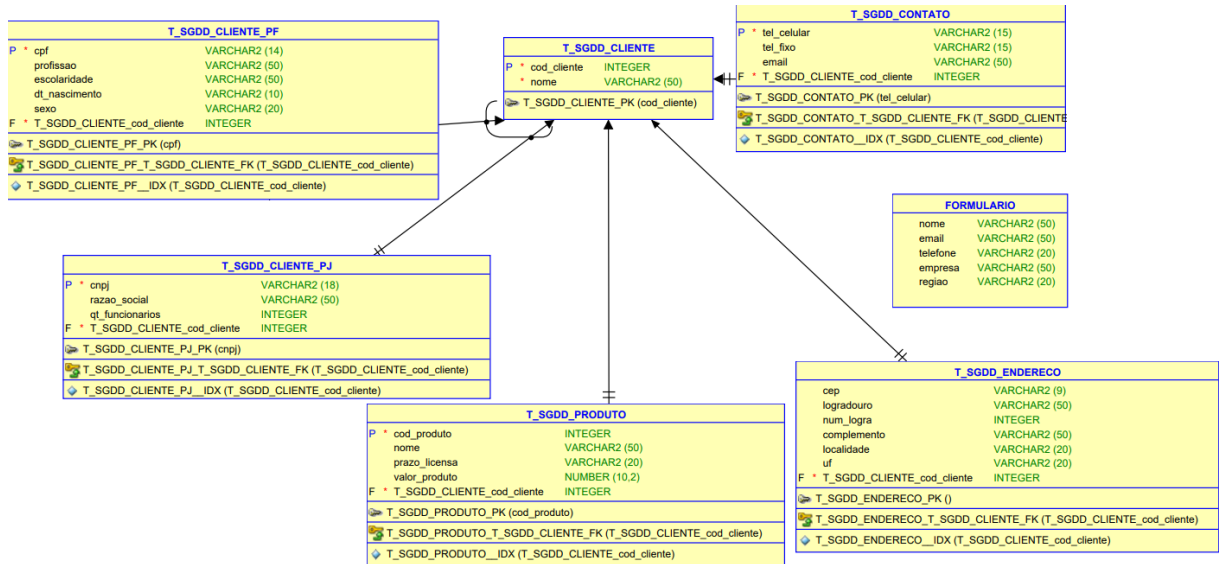 T_SGDD_CLIENTE_PF
P * cpf VARCHAR2 (14)
profissao VARCHAR2 (50)
escolaridade VARCHAR2 (50)
dt_nascimento VARCHAR2 (10)
sexo VARCHAR2 (20)
F * T_SGDD_CLIENTE_cod_cliente INTEGER
T_SGDD_CLIENTE_PF_PK (cpf)
T_SGDD_CLIENTE_PF_T_SGDD_CLIENTE_FK (T_SGDD_CLIENTE_cod_cliente)
T_SGDD_CLIENTE_PF__IDX (T_SGDD_CLIENTE_cod_cliente)
T_SGDD_CLIENTE
P * cod_cliente INTEGER
* nome VARCHAR2 (50)
T_SGDD_CLIENTE_PK (cod_cliente)
T_SGDD_CONTATO
P * tel_celular VARCHAR2 (15)
tel_fixo VARCHAR2 (15)
email VARCHAR2 (50)
F * T_SGDD_CLIENTE_cod_cliente INTEGER
T_SGDD_CONTATO_PK (tel_celular)
T_SGDD_CONTATO_T_SGDD_CLIENTE_FK (T_SGDD_CLIENTE
T_SGDD_CONTATO__IDX (T_SGDD_CLIENTE_cod_cliente)
FORMULARIO
nome VARCHAR2 (50)
email VARCHAR2 (50)
telefone VARCHAR2 (20)
empresa VARCHAR2 (50)
regiao VARCHAR2 (20)
T_SGDD_CLIENTE_PJ
P * cnpj VARCHAR2 (18)
razao_social VARCHAR2 (50)
qt_funcionarios INTEGER
F * T_SGDD_CLIENTE_cod_cliente INTEGER
T_SGDD_CLIENTE_PJ_PK (cnpj)
T_SGDD_CLIENTE_PJ_T_SGDD_CLIENTE_FK (T_SGDD_CLIENTE_cod_cliente)
T_SGDD_CLIENTE_PJ__IDX (T_SGDD_CLIENTE_cod_cliente)
T_SGDD_PRODUTO
P * cod_produto INTEGER
nome VARCHAR2 (50)
prazo_licensa VARCHAR2 (20)
valor_produto NUMBER (10,2)
F * T_SGDD_CLIENTE_cod_cliente INTEGER
T_SGDD_PRODUTO_PK (cod_produto)
T_SGDD_PRODUTO_T_SGDD_CLIENTE_FK (T_SGDD_CLIENTE_cod_cliente)
T_SGDD_PRODUTO__IDX (T_SGDD_CLIENTE_cod_cliente)
T_SGDD_ENDERECO
cep VARCHAR2 (9)
logradouro VARCHAR2 (50)
num_logra INTEGER
complemento VARCHAR2 (50)
localidade VARCHAR2 (20)
uf VARCHAR2 (20)
F * T_SGDD_CLIENTE_cod_cliente INTEGER
T_SGDD_ENDERECO_PK ()
T_SGDD_ENDERECO_T_SGDD_CLIENTE_FK (T_SGDD_CLIENTE_cod_cliente)
T_SGDD_ENDERECO__IDX (T_SGDD_CLIENTE_cod_cliente)